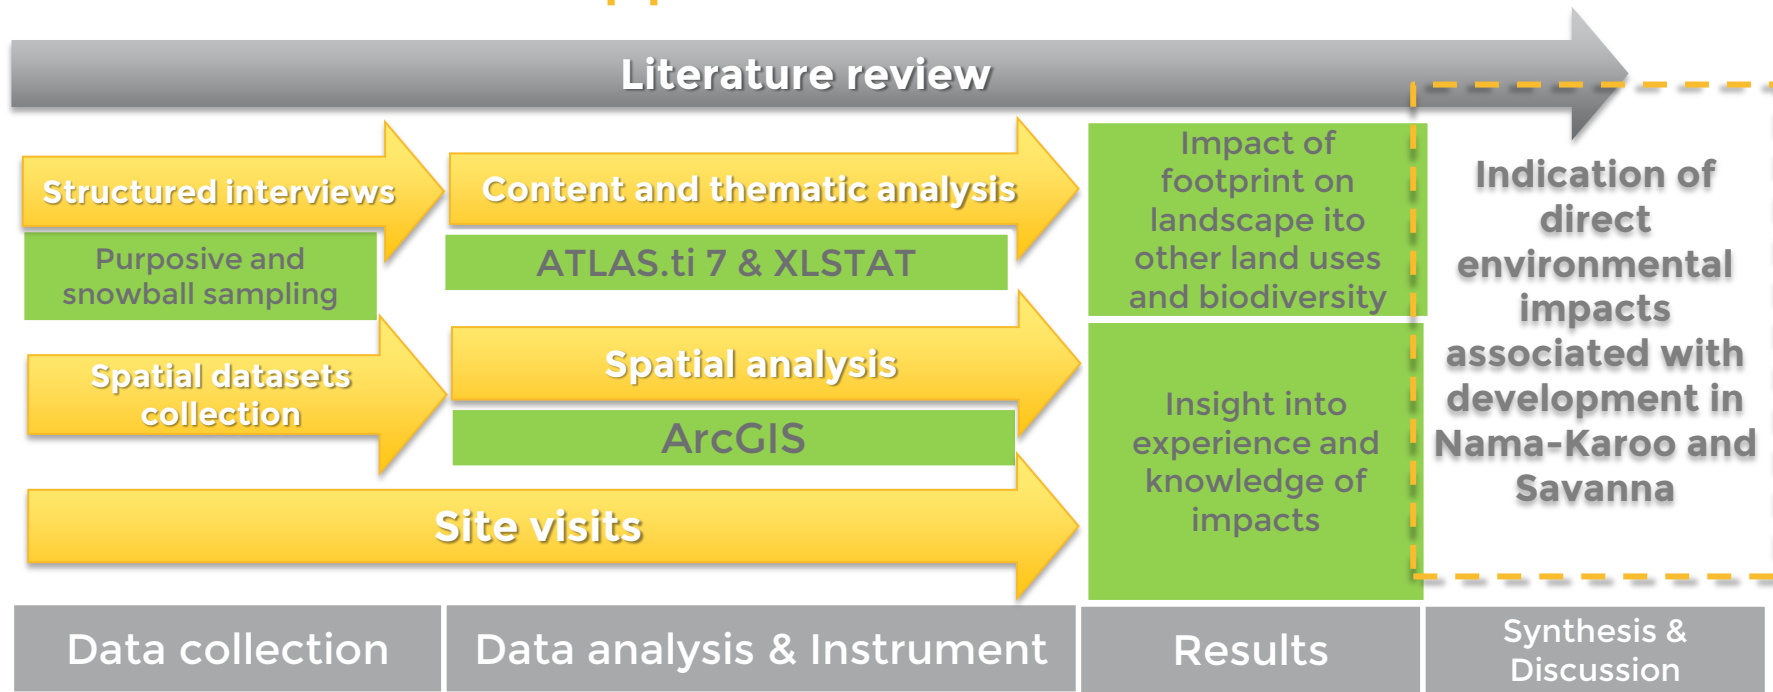 Literature review
Structured interviews
Purposive and
snowball sampling
Spatial datasets
collection
Content and thematic analysis
ATLAS.ti 7 & XLSTAT
Spatial analysis
ArcGIS
Site visits
Impact of
footprint on
landscape ito
other land uses
and biodiversity
Insight into
experience and
knowledge of
impacts
Indication of
direct
environmental
impacts
associated with
development in
Nama-Karoo and
Savanna
Data collection
Data analysis & Instrument
Results
Synthesis &
Discussion